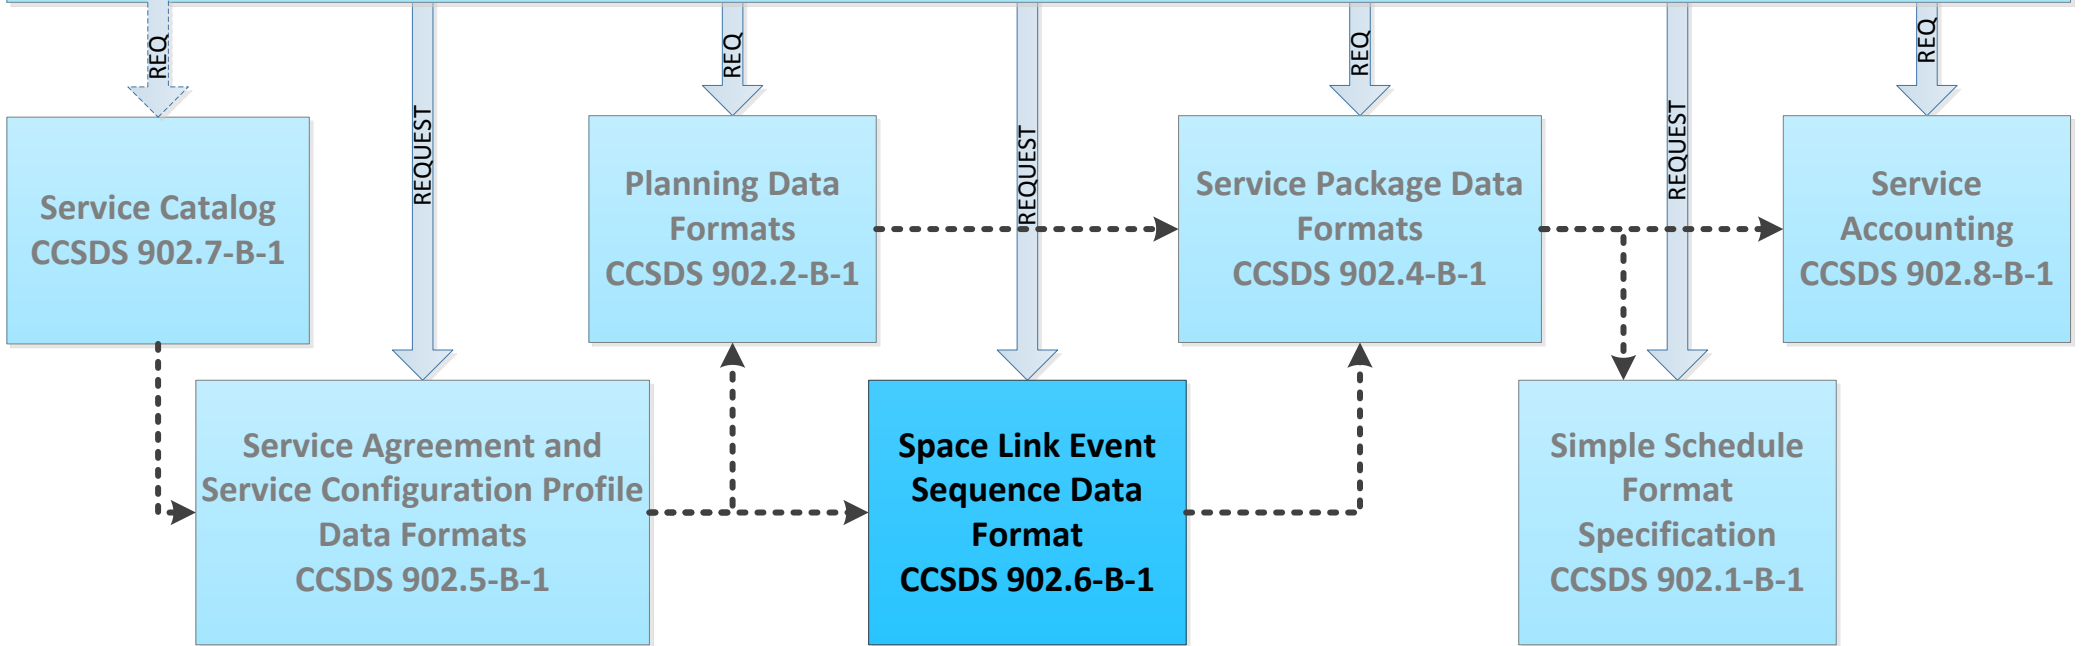 REQ
REQUEST
REQ
REQUEST
REQ
REQUEST
REQ
Service Catalog
CCSDS 902.7-B-1
Planning Data
Formats
CCSDS 902.2-B-1
Service Package Data
Formats
CCSDS 902.4-B-1
Service
Accounting
CCSDS 902.8-B-1
Service Agreement and
Service Configuration Profile
Data Formats
CCSDS 902.5-B-1
Space Link Event
Sequence Data
Format
CCSDS 902.6-B-1
Simple Schedule
Format
Specification
CCSDS 902.1-B-1